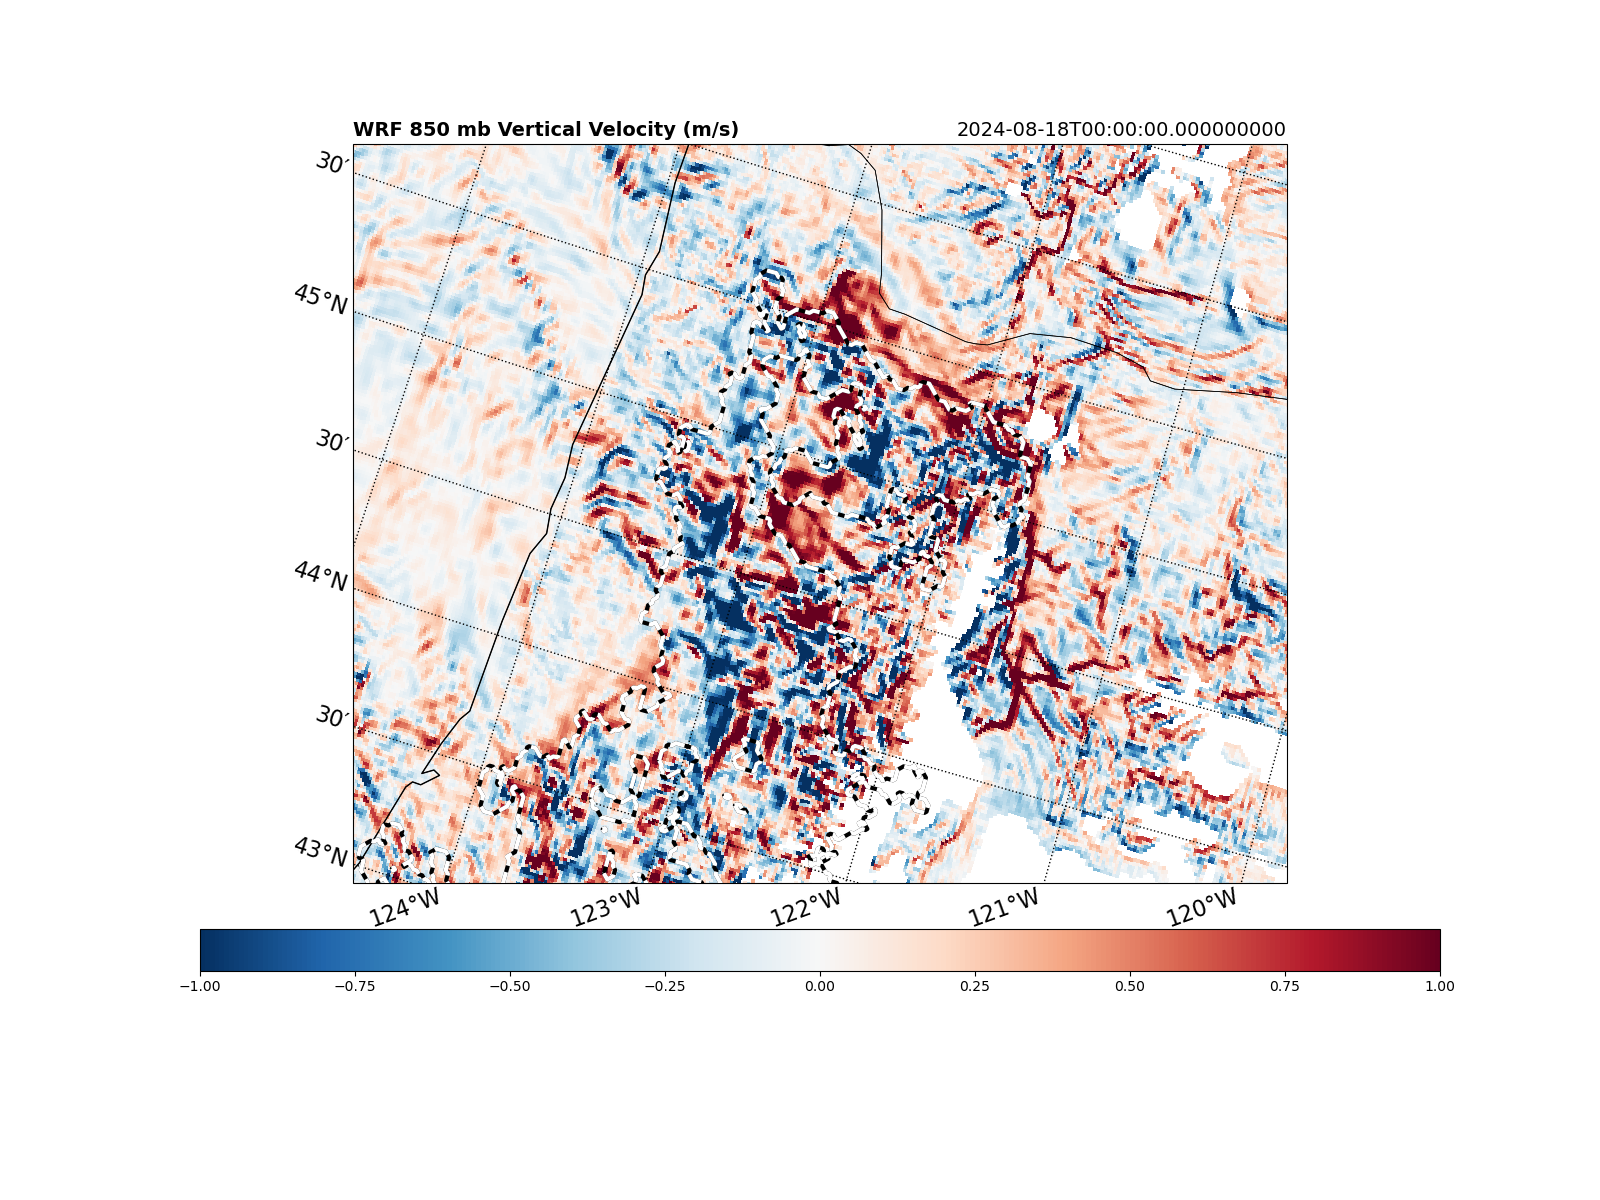 WRF 850 mb Vertical Velocity (m/s)
2024-08-18T00:00:00.000000000
30′
45°N
30′
44°N
30′
43°N
124°W
123°W
122°W
121°W
120°W
−1.00
−0.75
−0.50
−0.25
0.00
0.25
0.50
0.75
1.00